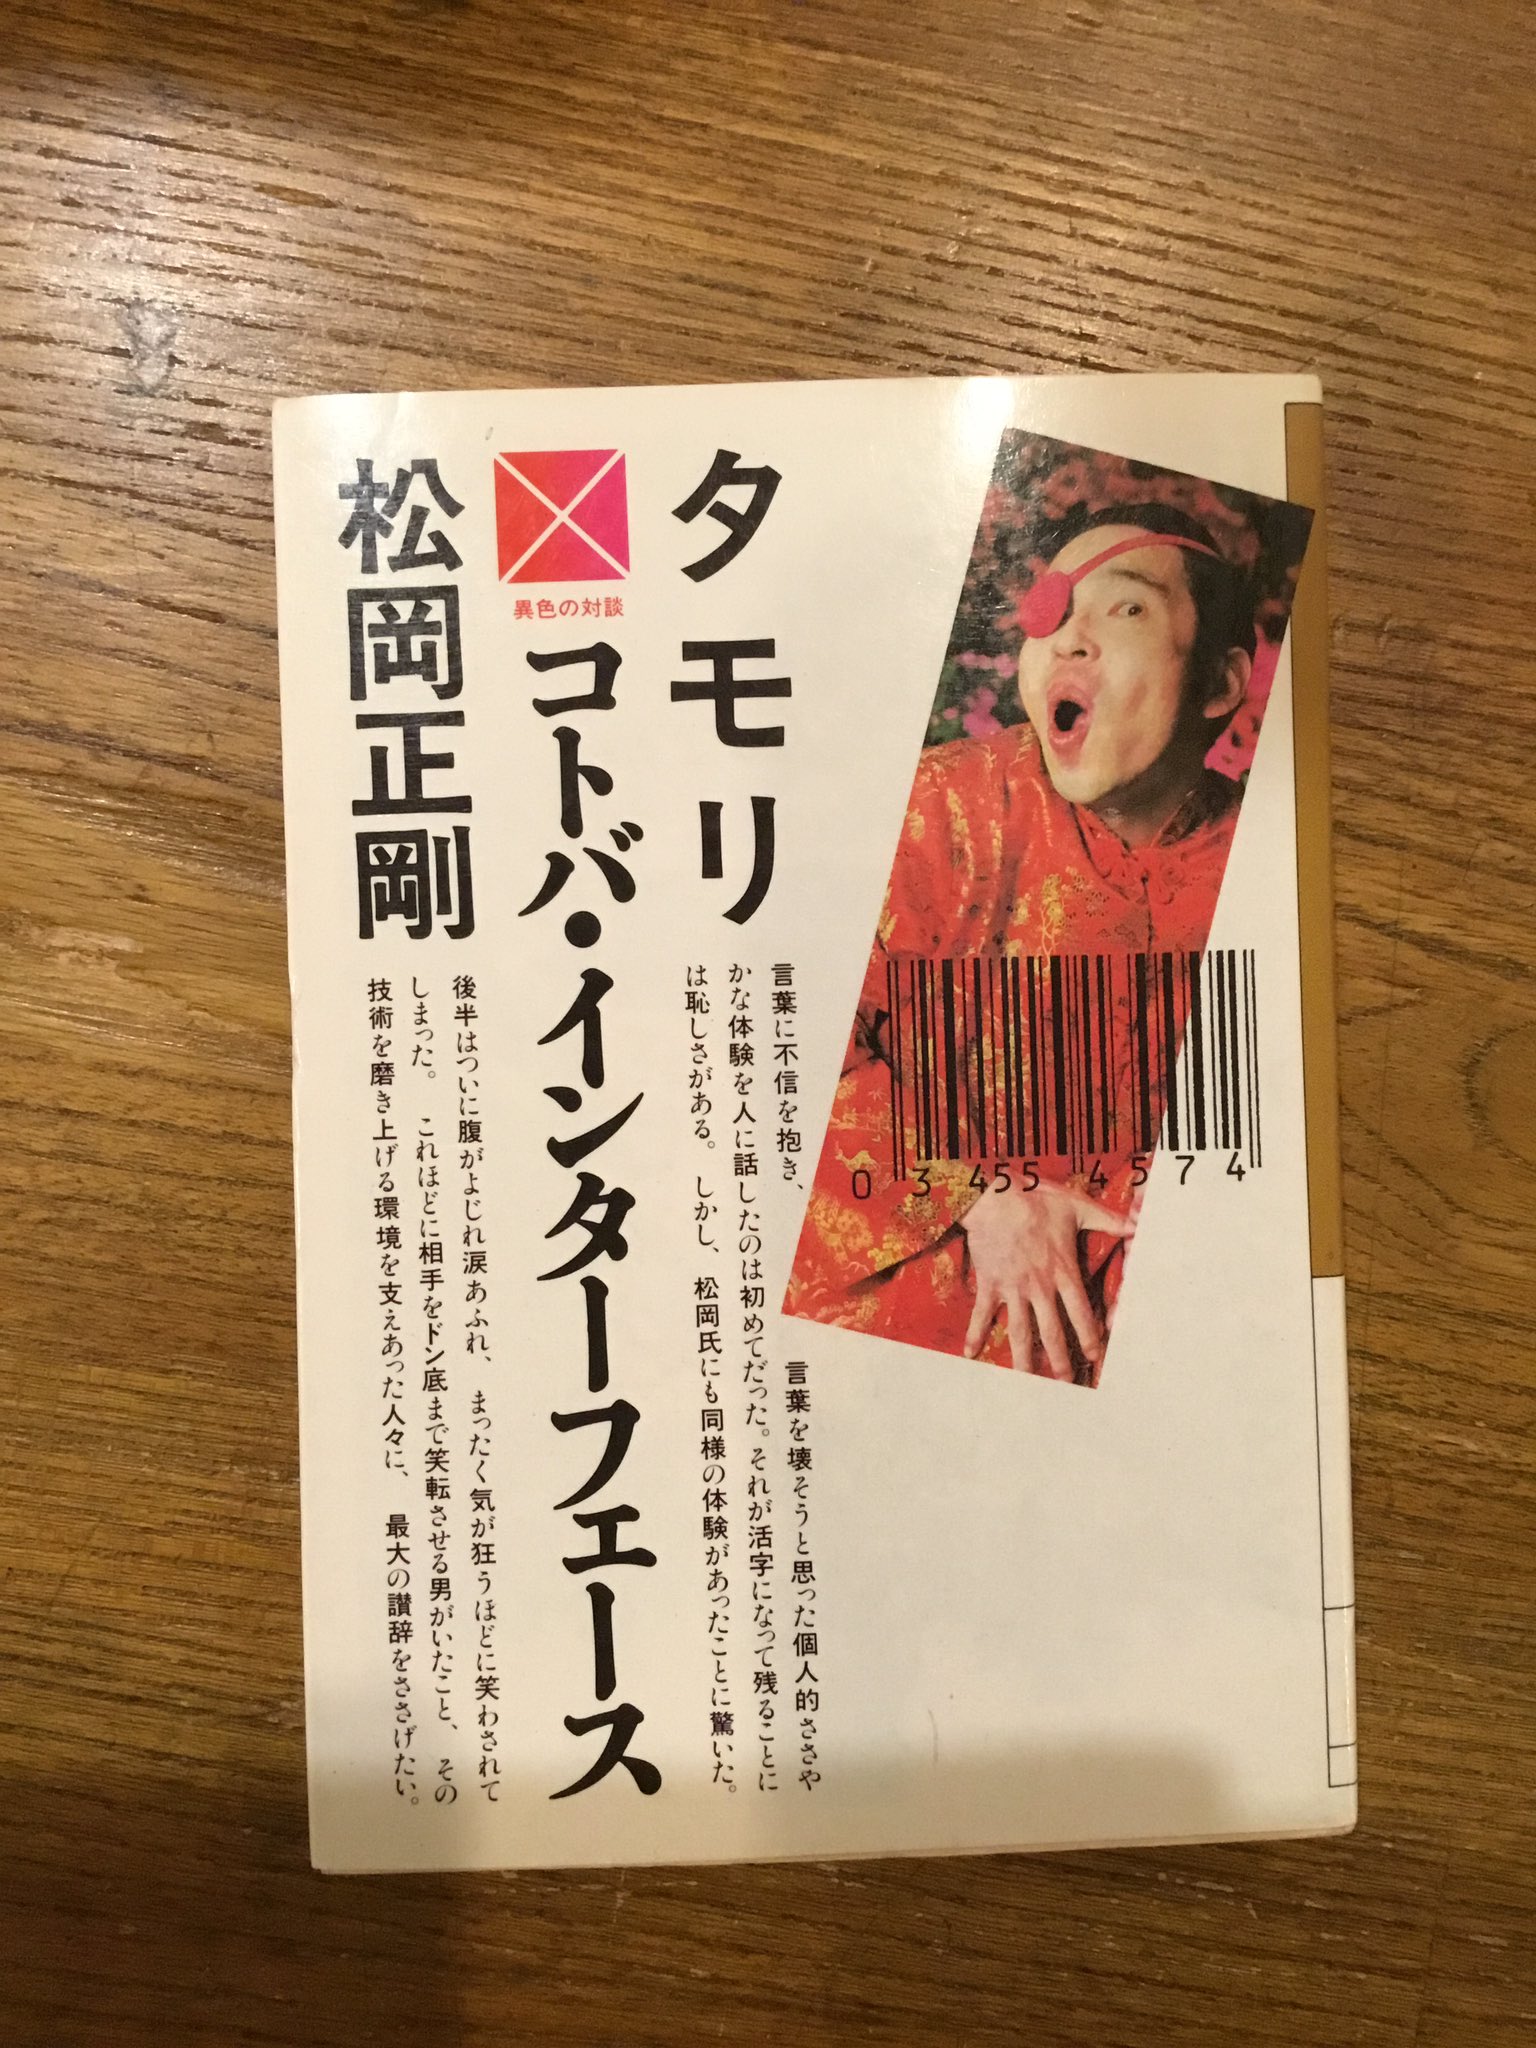 タモリ
異色の対談
コトバ・インターフェース
松岡正剛
0 3455 4574
言葉に不信を抱き、言葉を壊そうと思った個人的ささや
かな体験を人に話したのは初めてだった。それが活字になって残ることに
は恥しさがある。しかし、松岡氏にも同様の体験があったことに驚いた。
後半はついに腹がよじれ涙あふれ、まったく気が狂うほどに笑わされて
しまった。これほどに相手をドン底まで笑転させる男がいたこと、その
技術を磨き上げる環境を支えあった人々に、最大の讃辞をささげたい。